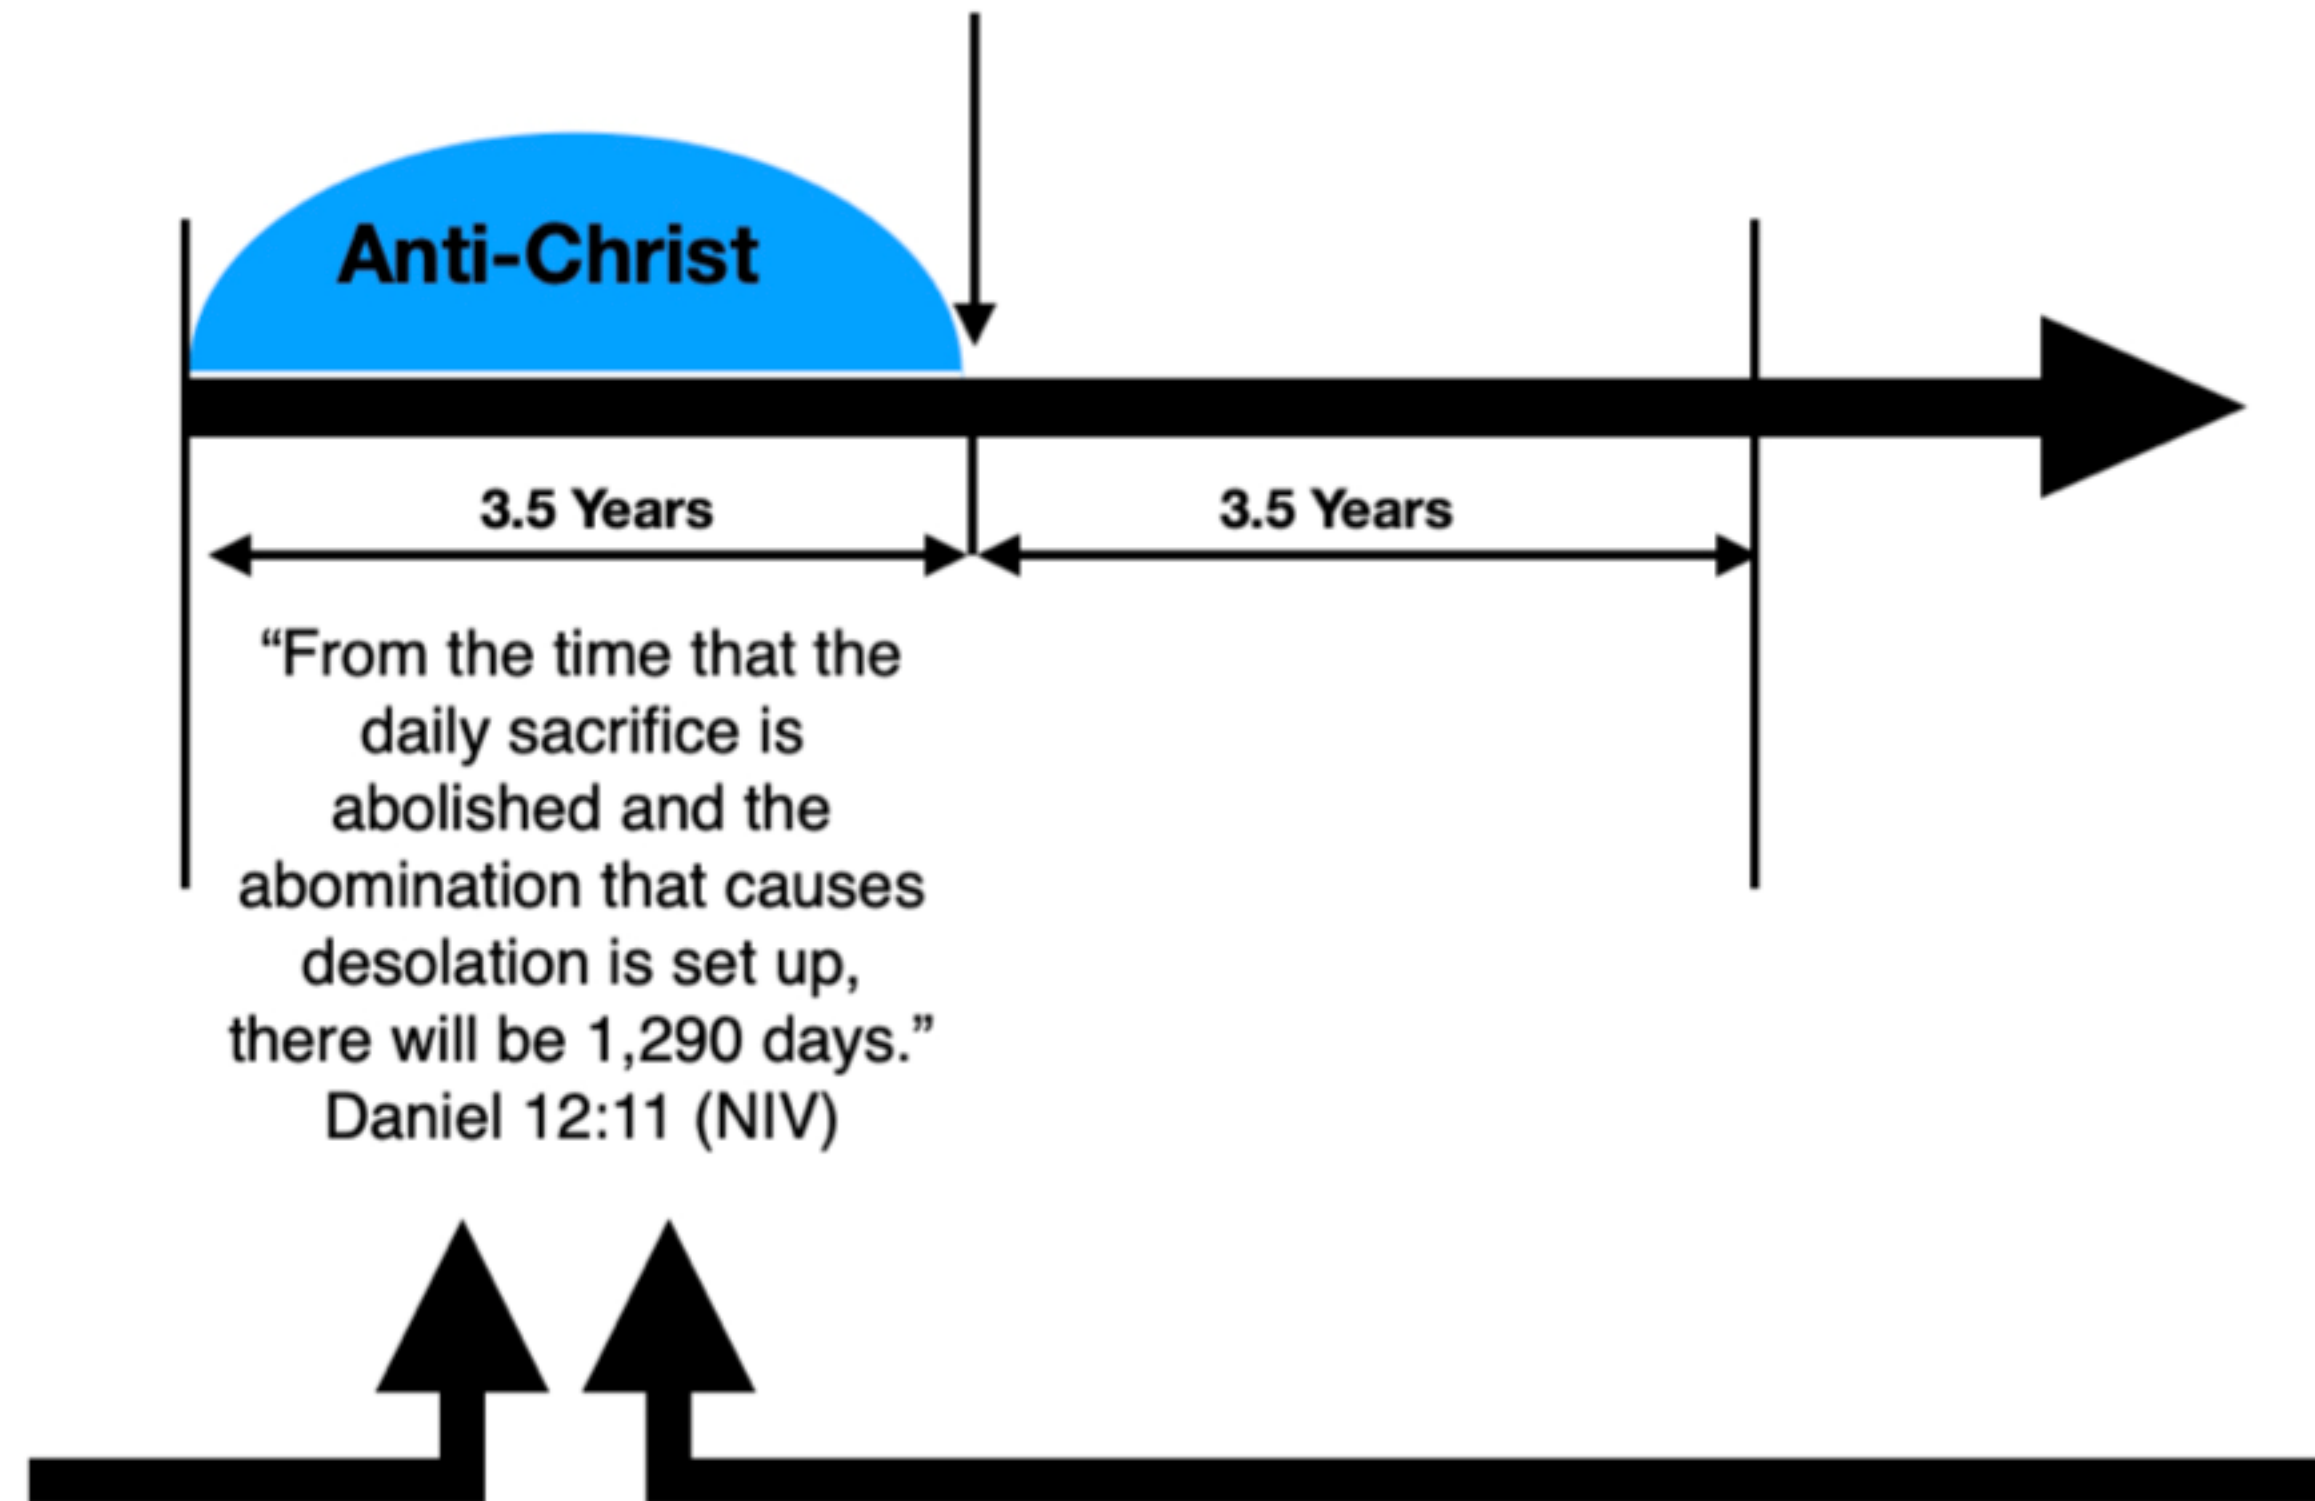 Anti-Christ
3.5 Years
3.5 Years
“From the time that the
daily sacrifice is
abolished and the
abomination that causes
desolation is set up,
there will be 1,290 days.”
Daniel 12:11 (NIV)